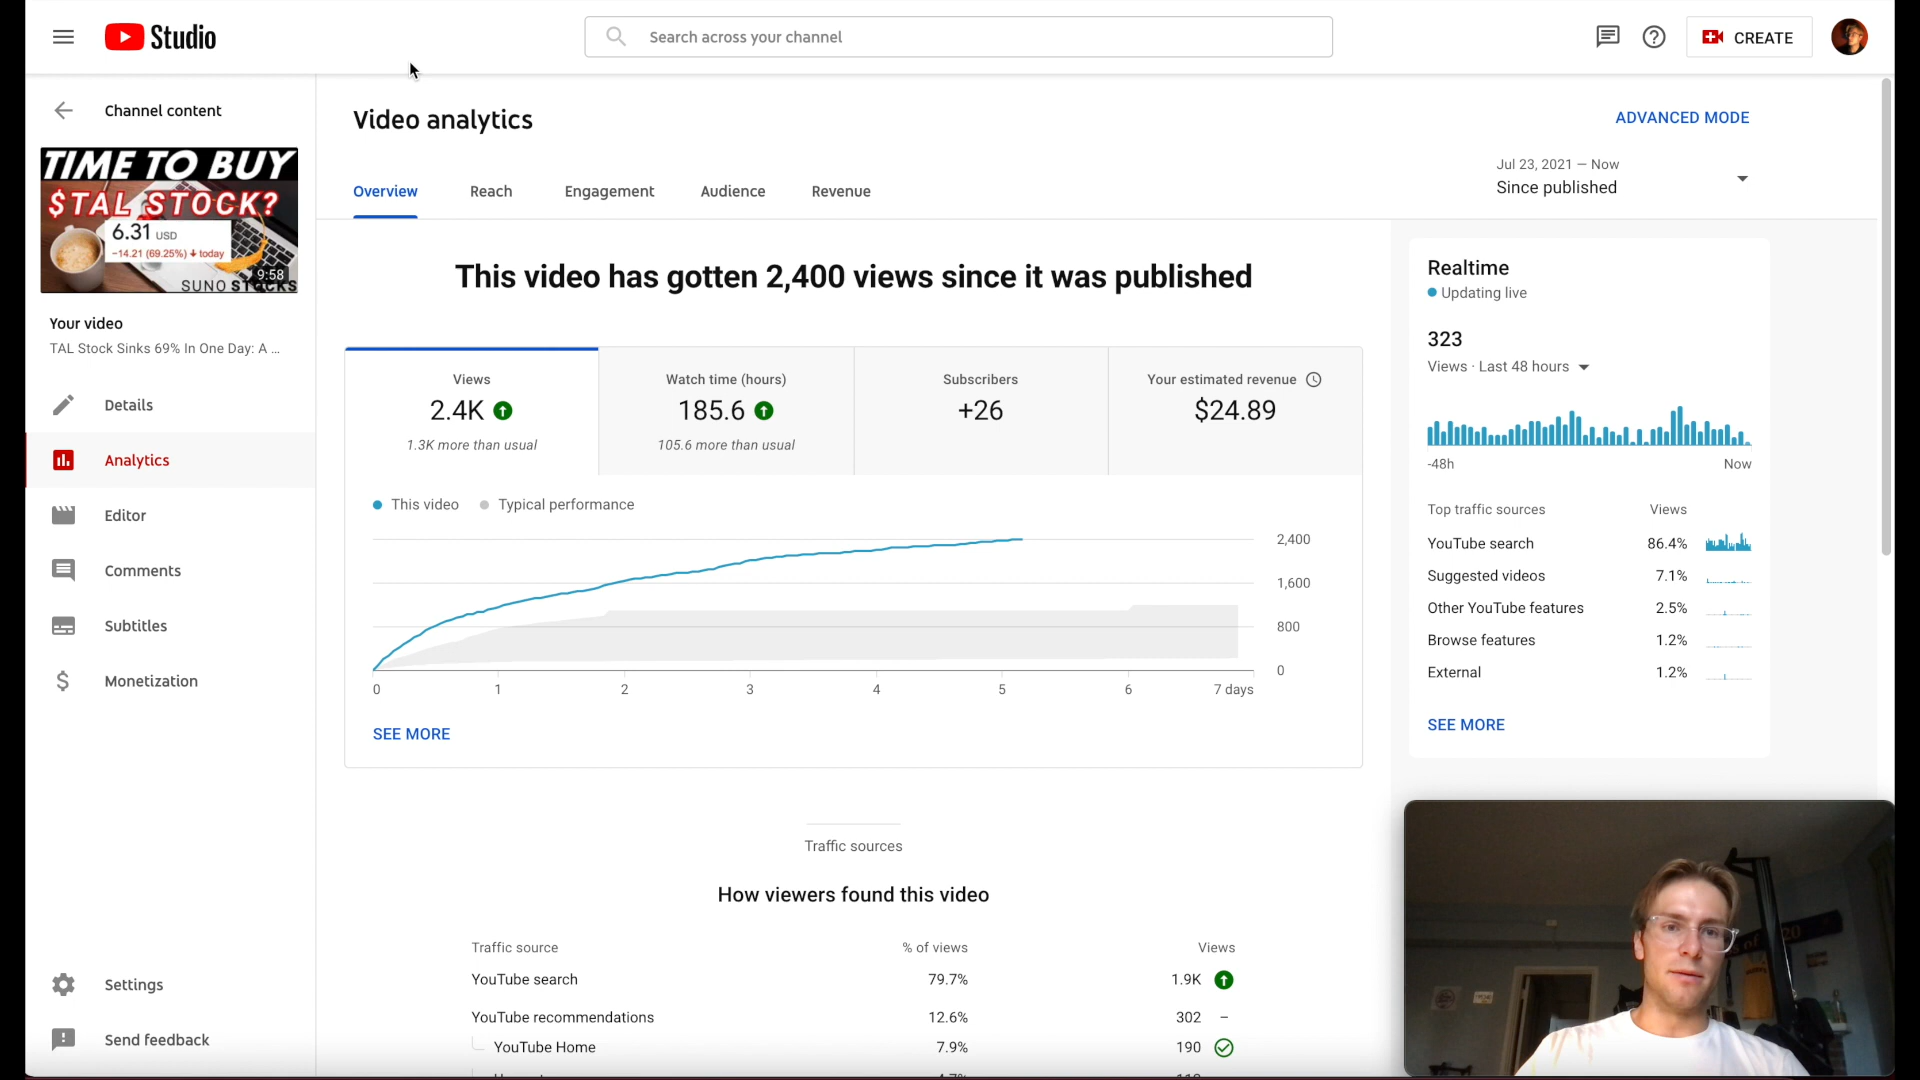 Studio
Search across your channel
CREATE
Channel content
TIME TO BUY
$TAL STOCK?
6.31 USD
−14.21 (69.25%) ↓ today
9:58
SUNO STOCKS
Your video
TAL Stock Sinks 69% In One Day: A ...
Details
Analytics
Editor
Comments
Subtitles
Monetization
Settings
Send feedback
Video analytics
ADVANCED MODE
Overview
Reach
Engagement
Audience
Revenue
Jul 23, 2021 – Now
Since published
This video has gotten 2,400 views since it was published
Views
2.4K
1.3K more than usual
Watch time (hours)
185.6
105.6 more than usual
Subscribers
+26
Your estimated revenue
$24.89
This video
Typical performance
2,400
1,600
800
0
0 1 2 3 4 5 6 7 days
SEE MORE
Realtime
Updating live
323
Views · Last 48 hours
-48h Now
Top traffic sources Views
YouTube search 86.4%
Suggested videos 7.1%
Other YouTube features 2.5%
Browse features 1.2%
External 1.2%
SEE MORE
Traffic sources
How viewers found this video
Traffic source % of views Views
YouTube search 79.7% 1.9K
YouTube recommendations 12.6% 302 –
YouTube Home 7.9% 190